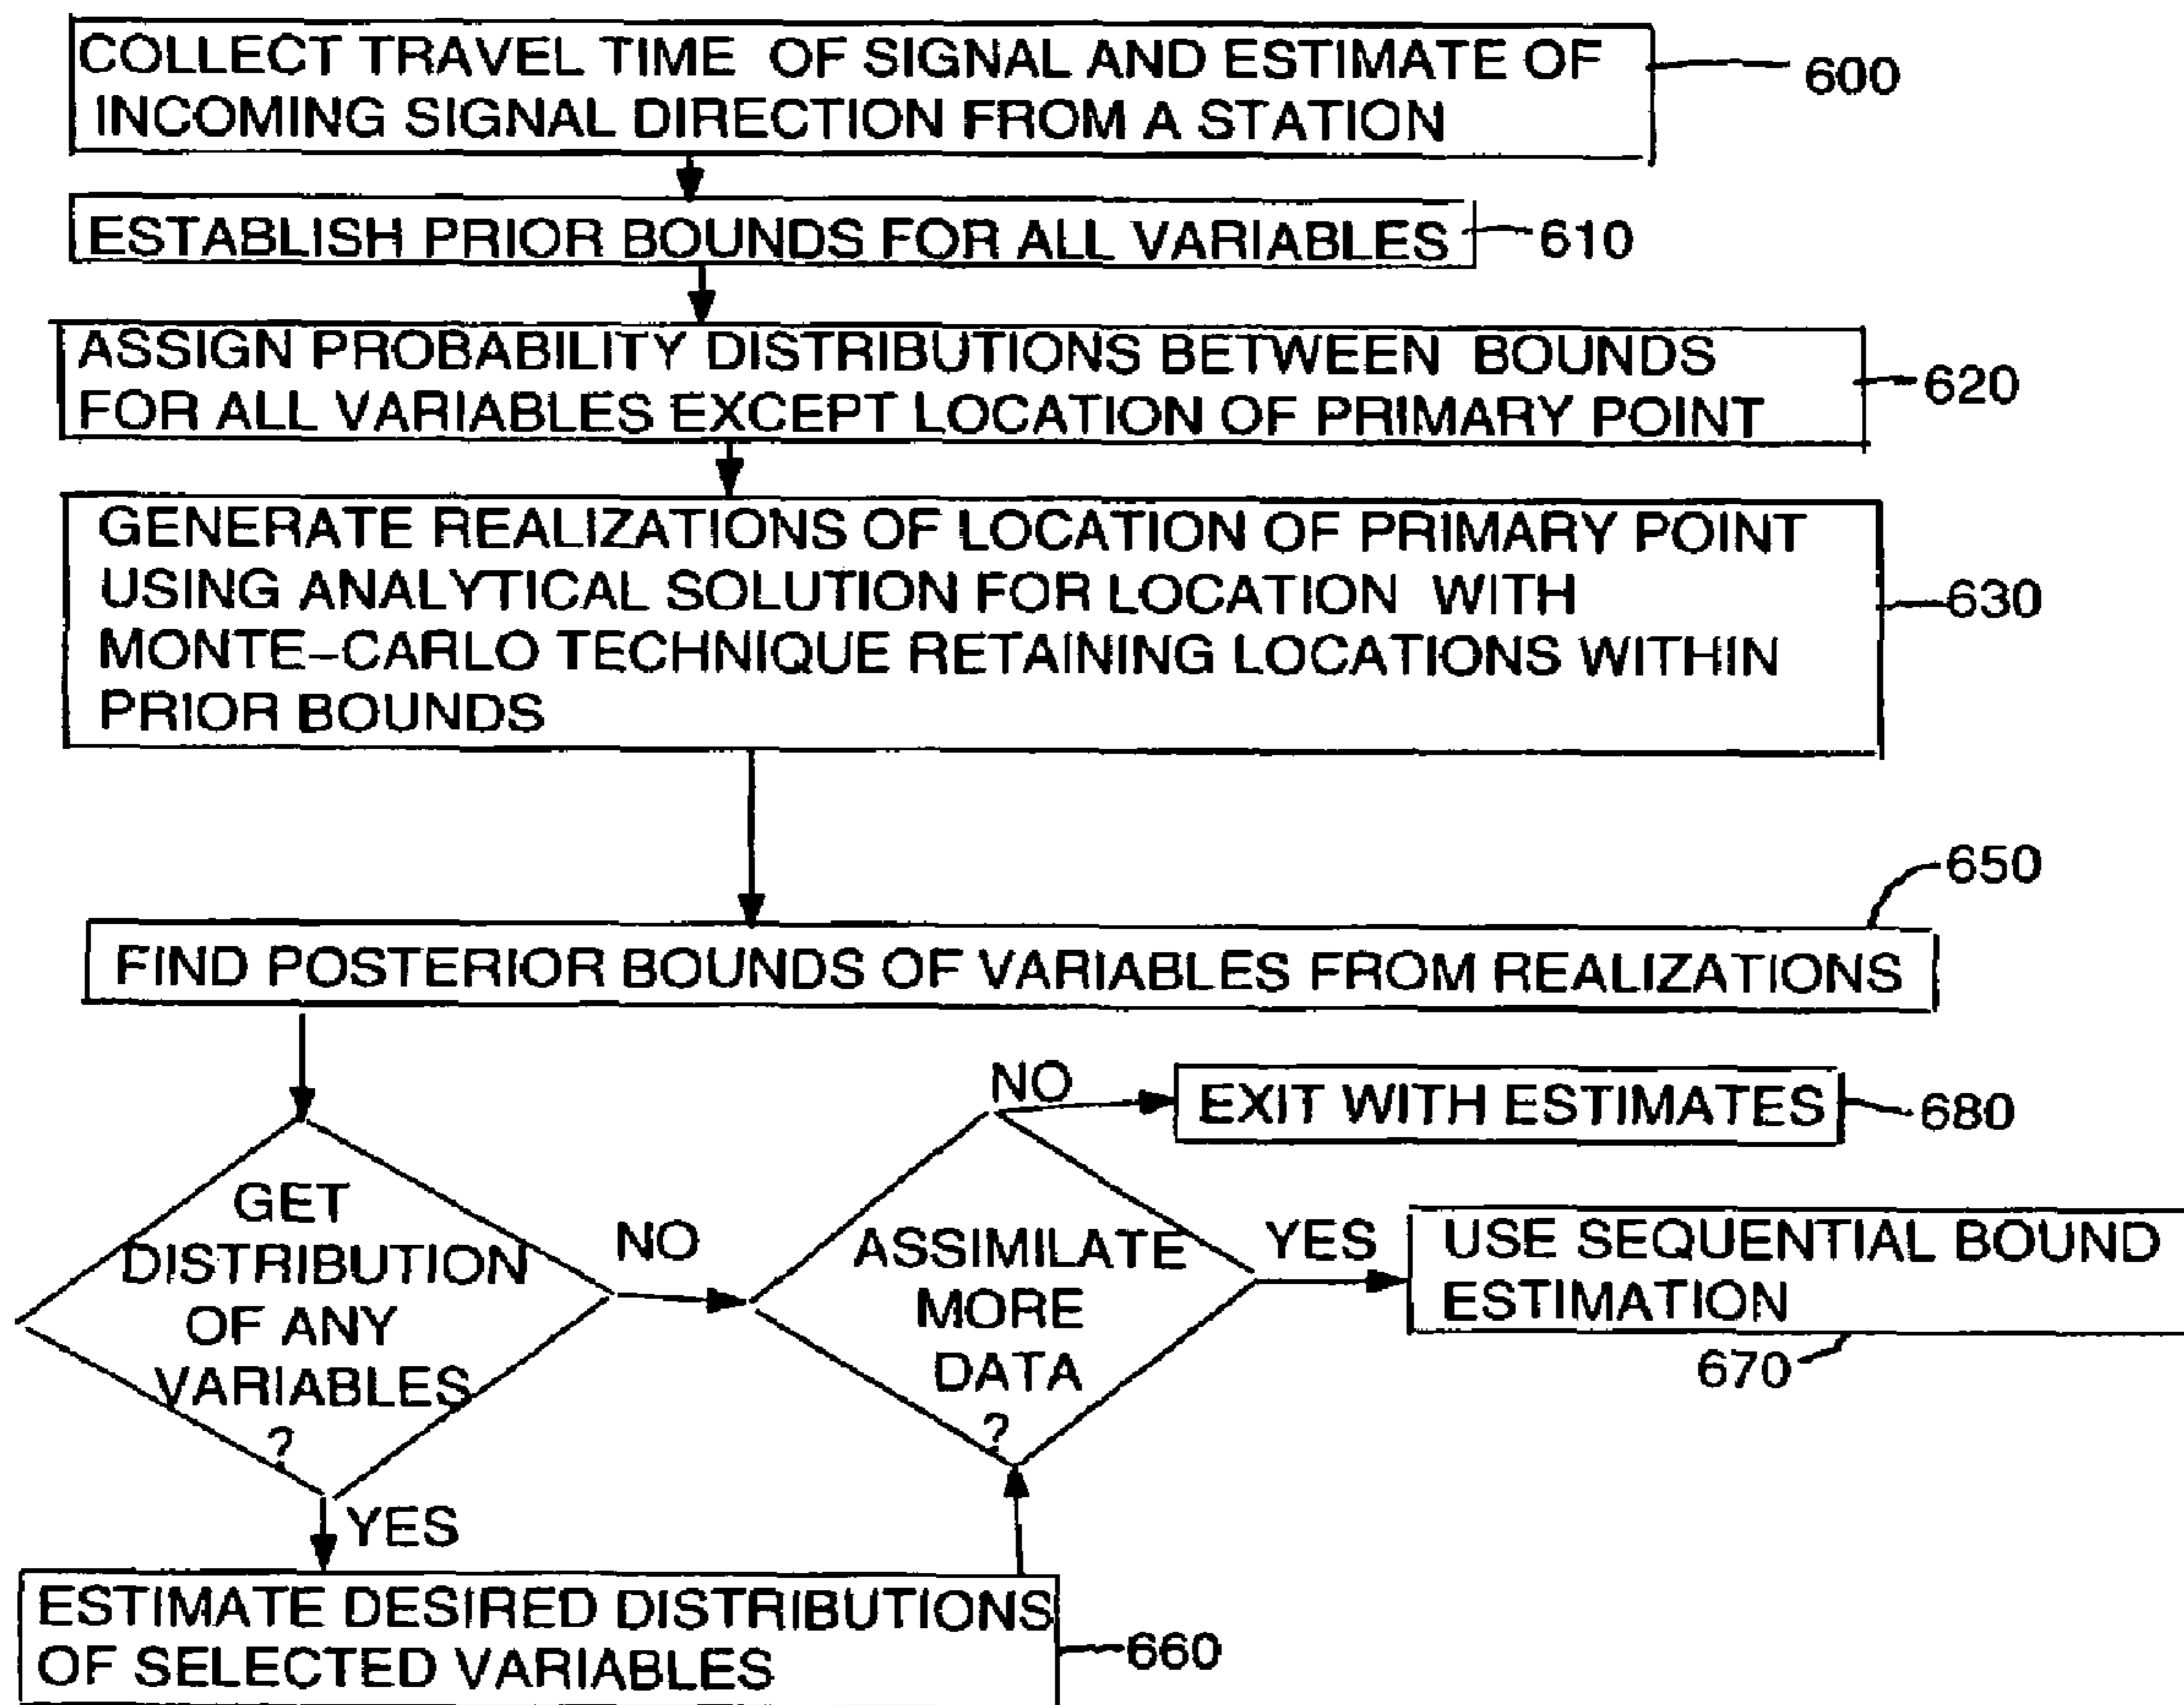 COLLECT TRAVEL TIME OF SIGNAL AND ESTIMATE OF
INCOMING SIGNAL DIRECTION FROM A STATION
600
ESTABLISH PRIOR BOUNDS FOR ALL VARIABLES
610
ASSIGN PROBABILITY DISTRIBUTIONS BETWEEN BOUNDS
FOR ALL VARIABLES EXCEPT LOCATION OF PRIMARY POINT
620
GENERATE REALIZATIONS OF LOCATION OF PRIMARY POINT
USING ANALYTICAL SOLUTION FOR LOCATION WITH
MONTE-CARLO TECHNIQUE RETAINING LOCATIONS WITHIN
PRIOR BOUNDS
630
650
FIND POSTERIOR BOUNDS OF VARIABLES FROM REALIZATIONS
GET
DISTRIBUTION
OF ANY
VARIABLES
?
NO
YES
ASSIMILATE
MORE
DATA
?
NO
EXIT WITH ESTIMATES
680
YES
USE SEQUENTIAL BOUND
ESTIMATION
670
ESTIMATE DESIRED DISTRIBUTIONS
OF SELECTED VARIABLES
660